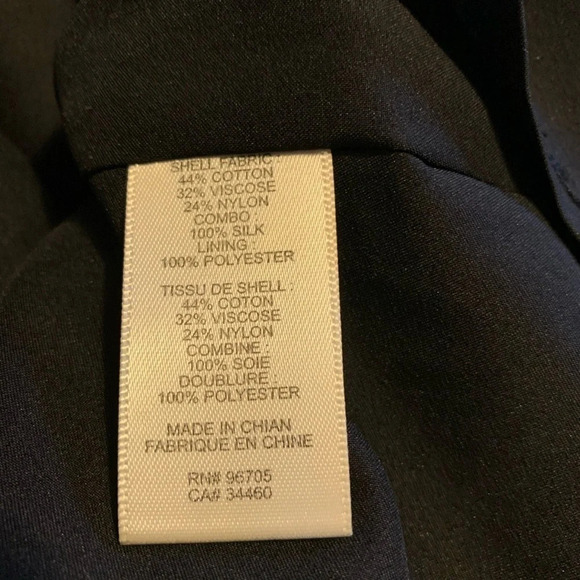 SHELL FABRIC
44% COTTON
32% VISCOSE
24% NYLON
COMBO :
100% SILK
LINING :
100% POLYESTER
TISSU DE SHELL :
44% COTON
32% VISCOSE
24% NYLON
COMBINE :
100% SOIE
DOUBLURE :
100% POLYESTER
MADE IN CHIAN
FABRIQUE EN CHINE
RN# 96705
CA# 34460